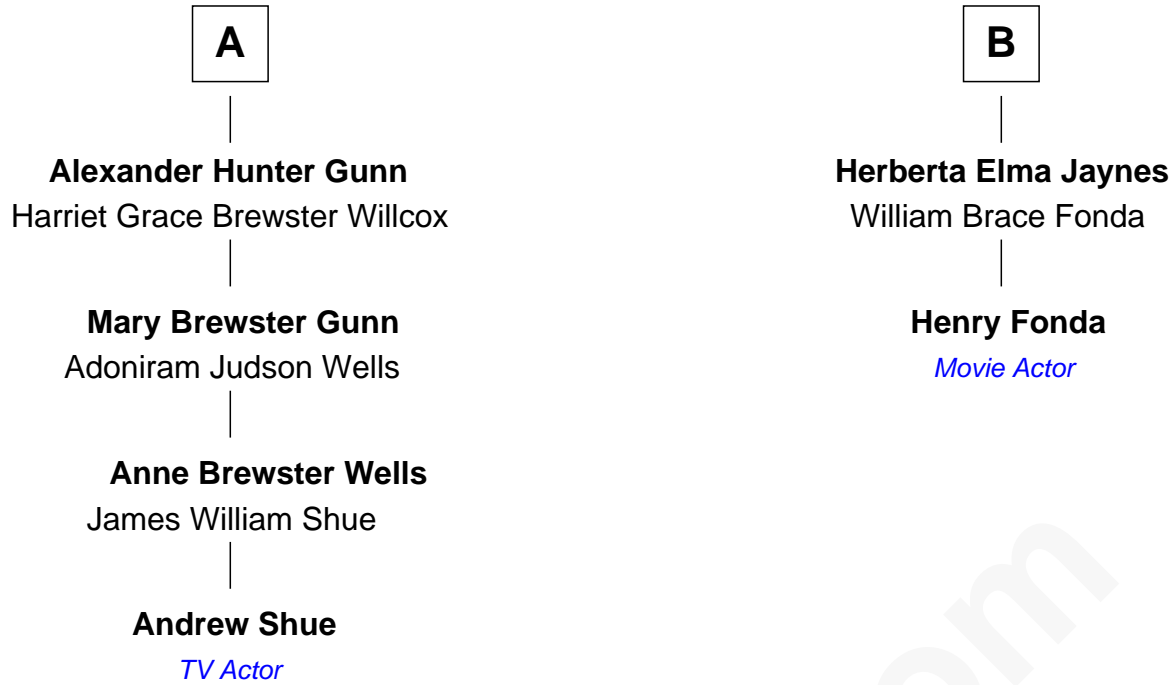 A
Alexander Hunter Gunn
Harriet Grace Brewster Willcox
Mary Brewster Gunn
Adoniram Judson Wells
Anne Brewster Wells
James William Shue
Andrew Shue
TV Actor
B
Herberta Elma Jaynes
William Brace Fonda
Henry Fonda
Movie Actor
om